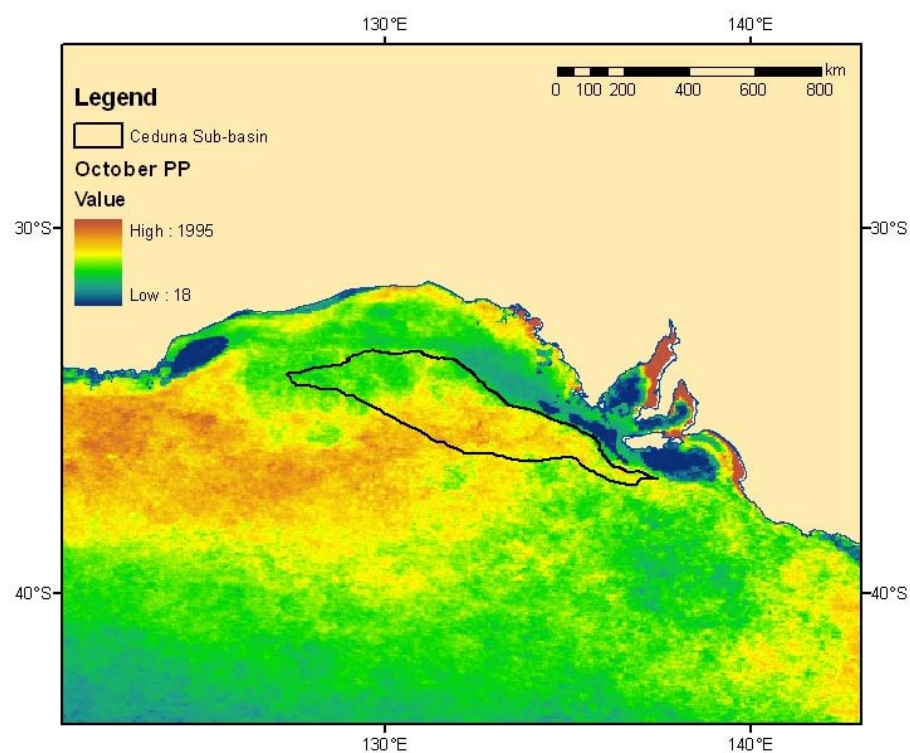 130°E 140°E
km
0 100 200 400 600 800
Legend
Ceduna Sub-basin
October PP
Value
High : 1995
Low : 18
30°S 30°S
40°S 40°S
130°E 140°E